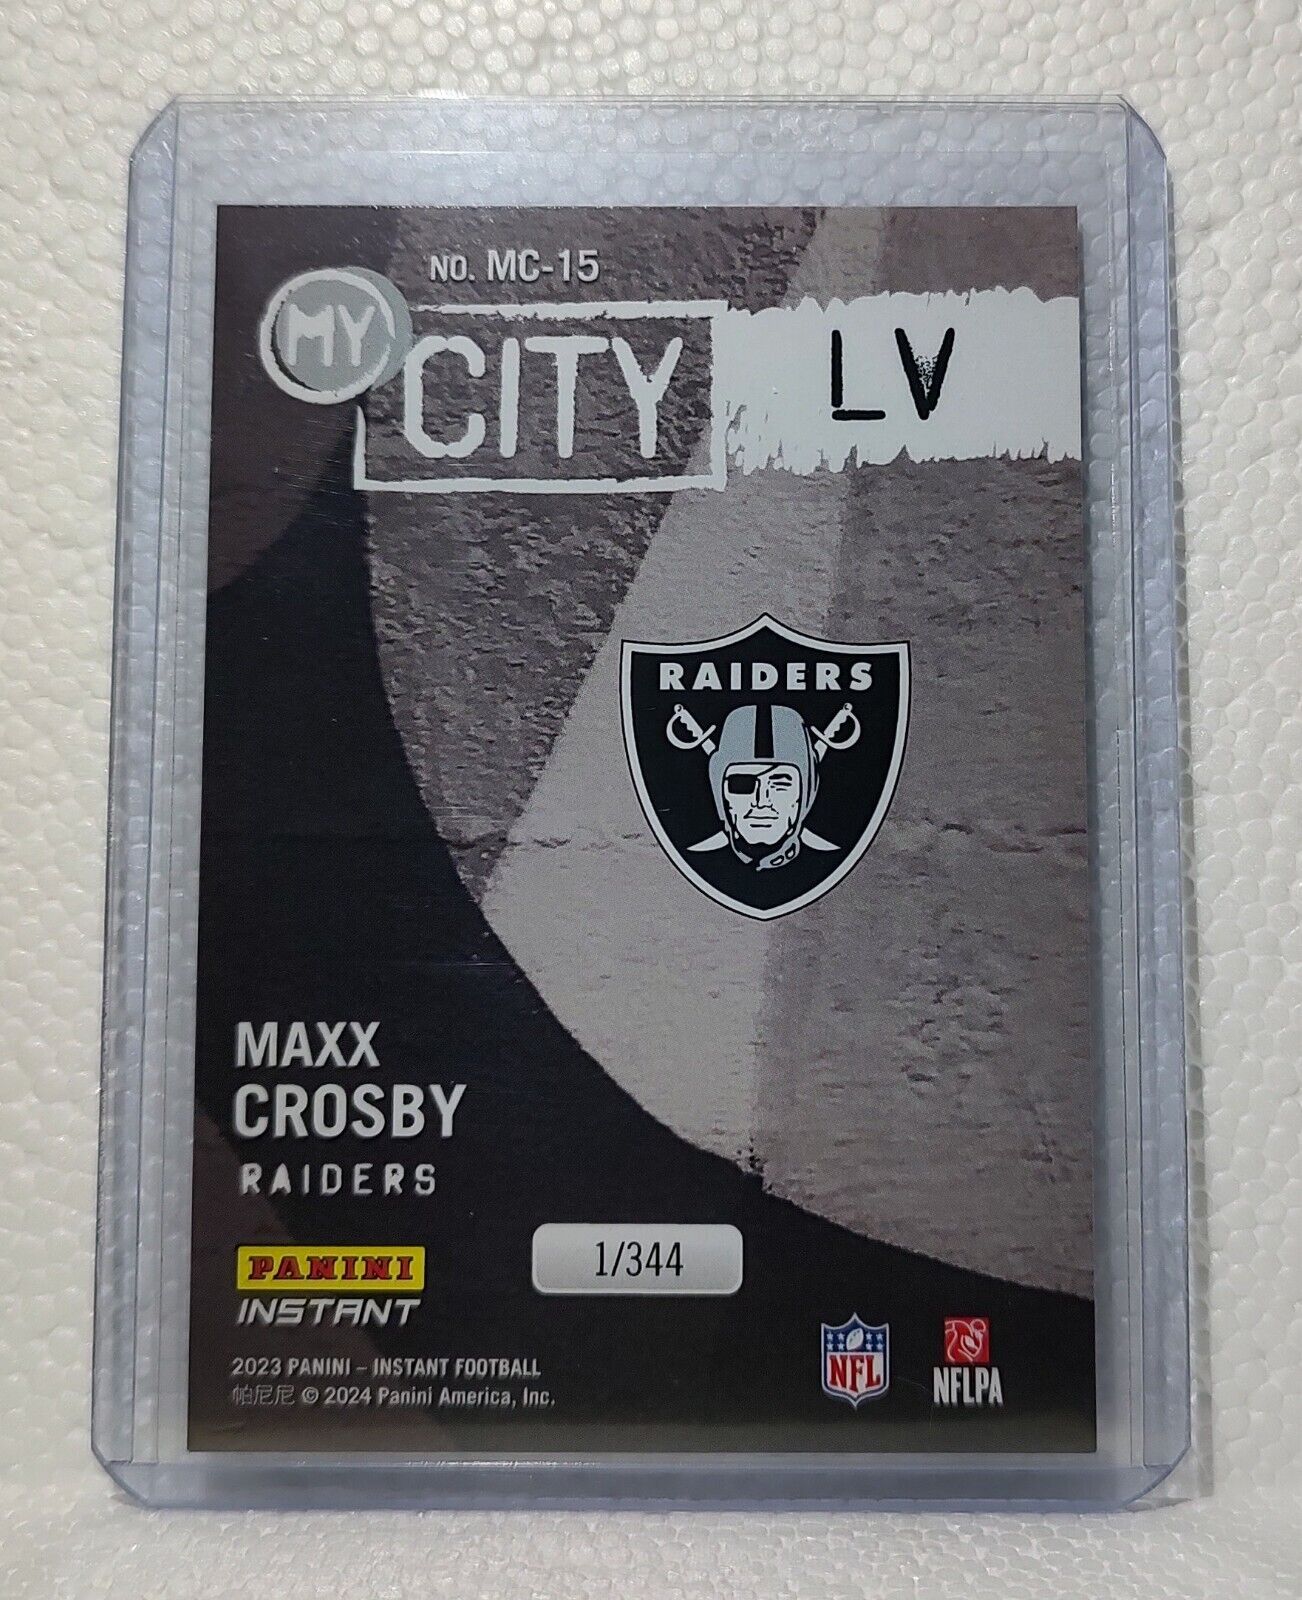 NO. MC-15
MY
CITY
LV
RAIDERS
MAXX
CROSBY
RAIDERS
PANINI
INSTANT
1/344
2023 PANINI – INSTANT FOOTBALL
帕尼尼 © 2024 Panini America, Inc.
NFL
NFLPA